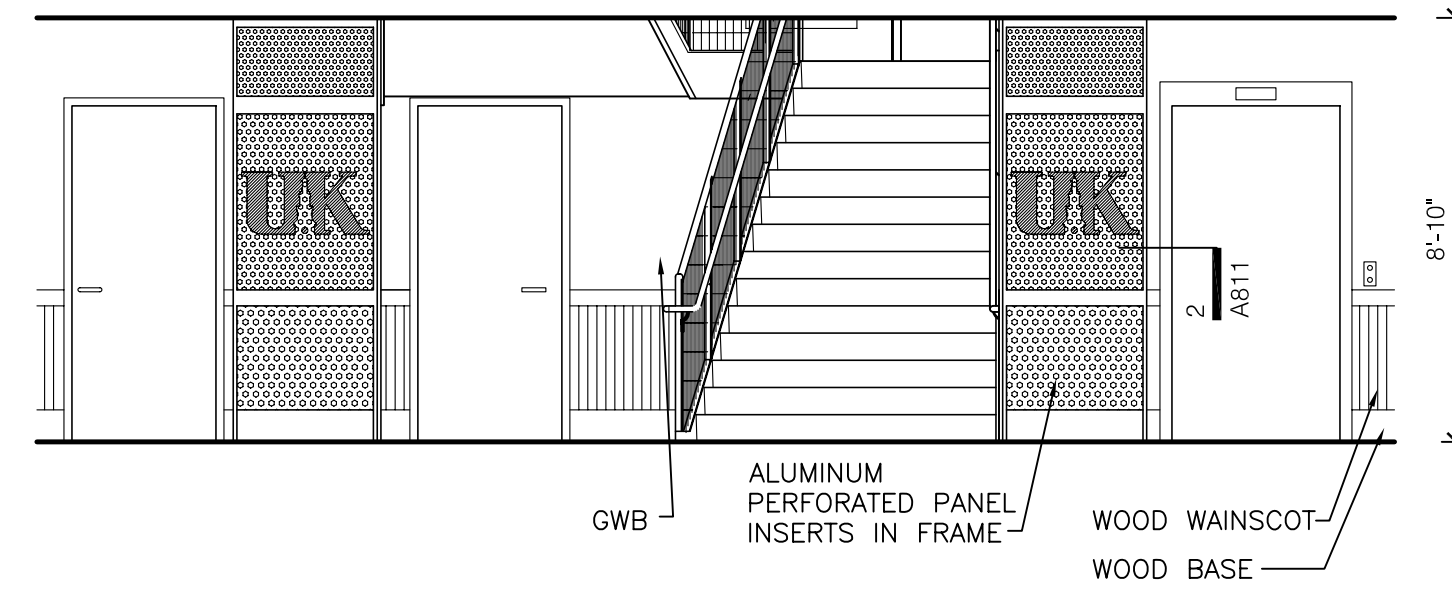 UK
UK
2
A811
8'-10"
GWB
ALUMINUM
PERFORATED PANEL
INSERTS IN FRAME
WOOD WAINSCOT
WOOD BASE